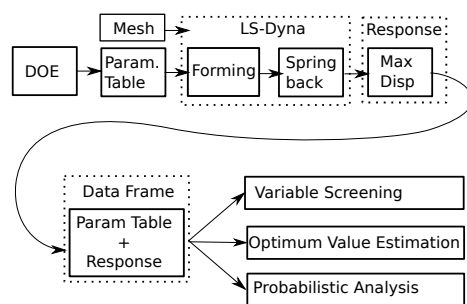 Mesh
LS-Dyna
Response
DOE
Param.
Table
Forming
Spring
back
Max
Disp
Data Frame
Param Table
+
Response
Variable Screening
Optimum Value Estimation
Probabilistic Analysis